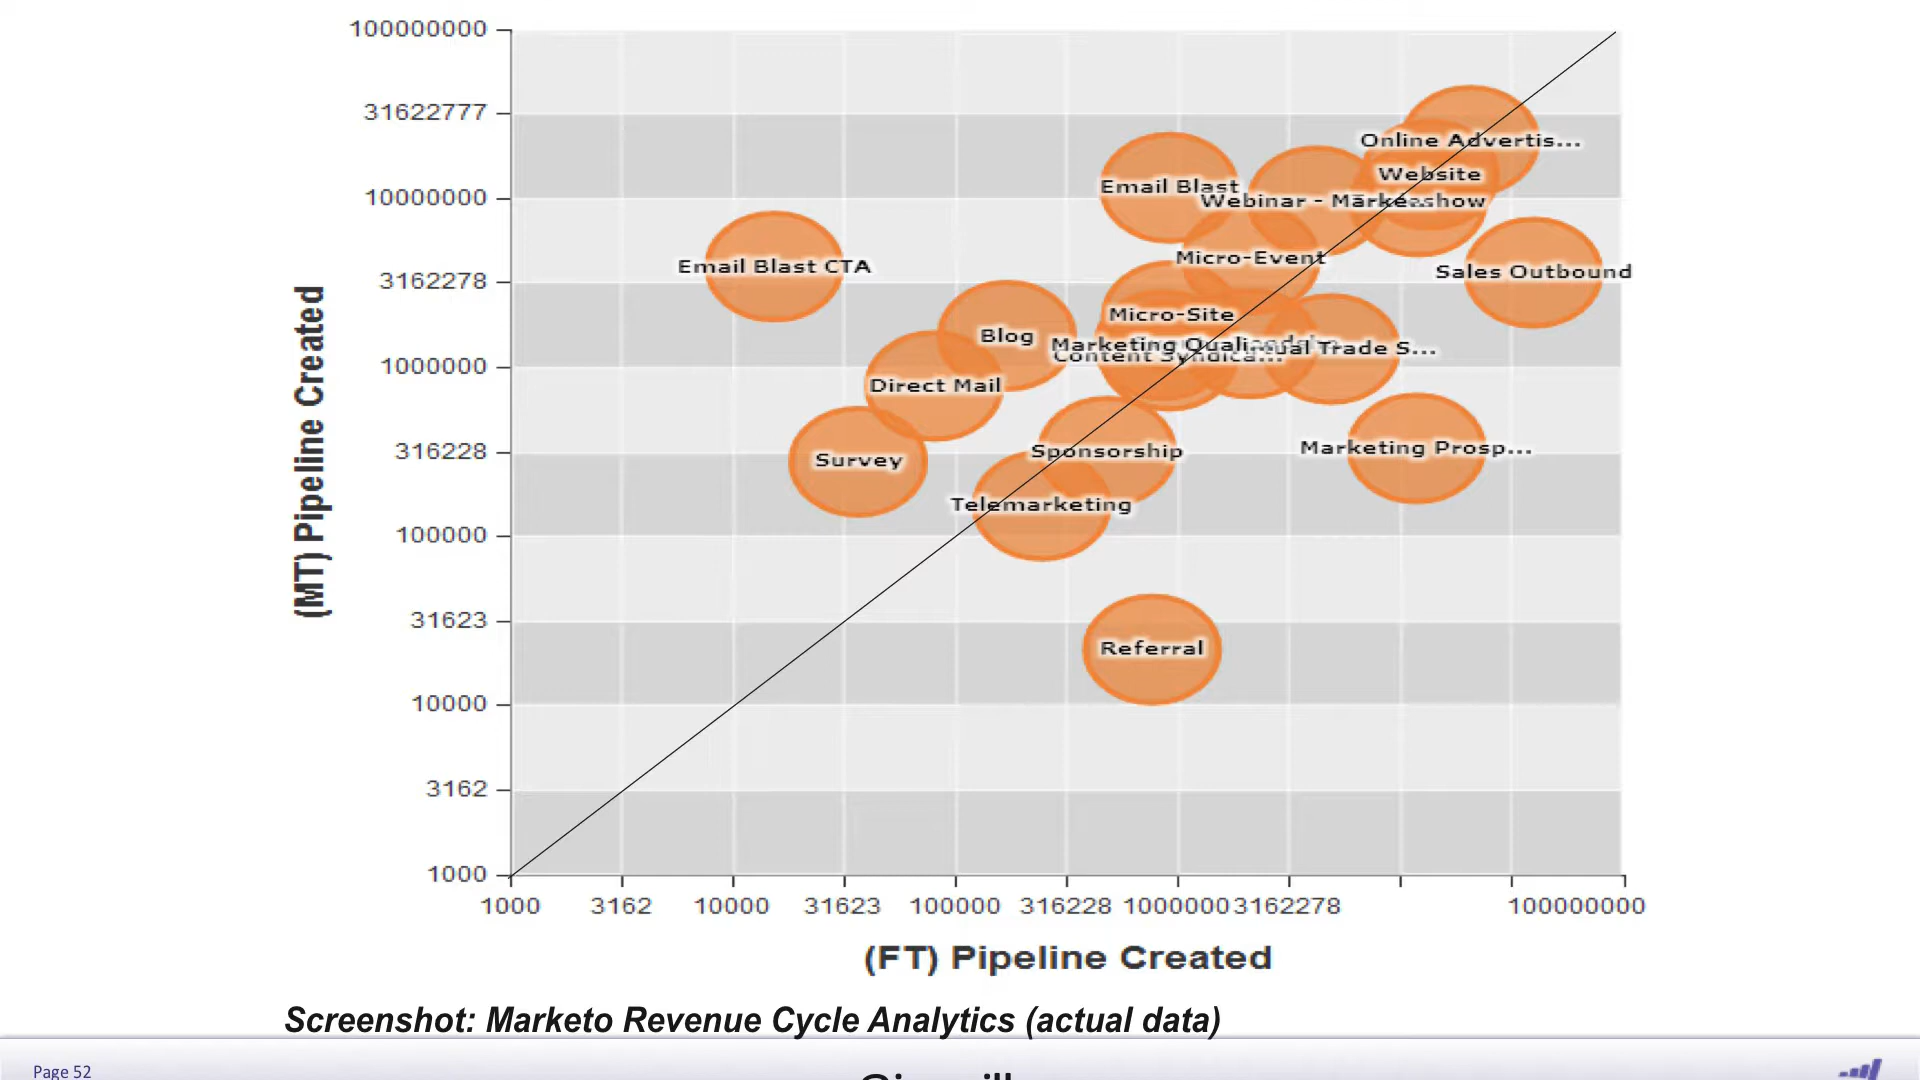 100000000
31622777
10000000
3162278
1000000
316228
100000
31623
10000
3162
1000
(MT) Pipeline Created
Online Advertis...
Website
Email Blast
Webinar -
show
Email Blast CTA
Micro-Event
Sales Outbound
Micro-Site
Blog
Marketing
Trade S...
Content
Direct Mail
Marketing Prosp...
Sponsorship
Survey
Telemarketing
Referral
1000 3162 10000 31623 100000 316228 1000000 3162278 100000000
(FT) Pipeline Created
Screenshot: Marketo Revenue Cycle Analytics (actual data)
Page 52